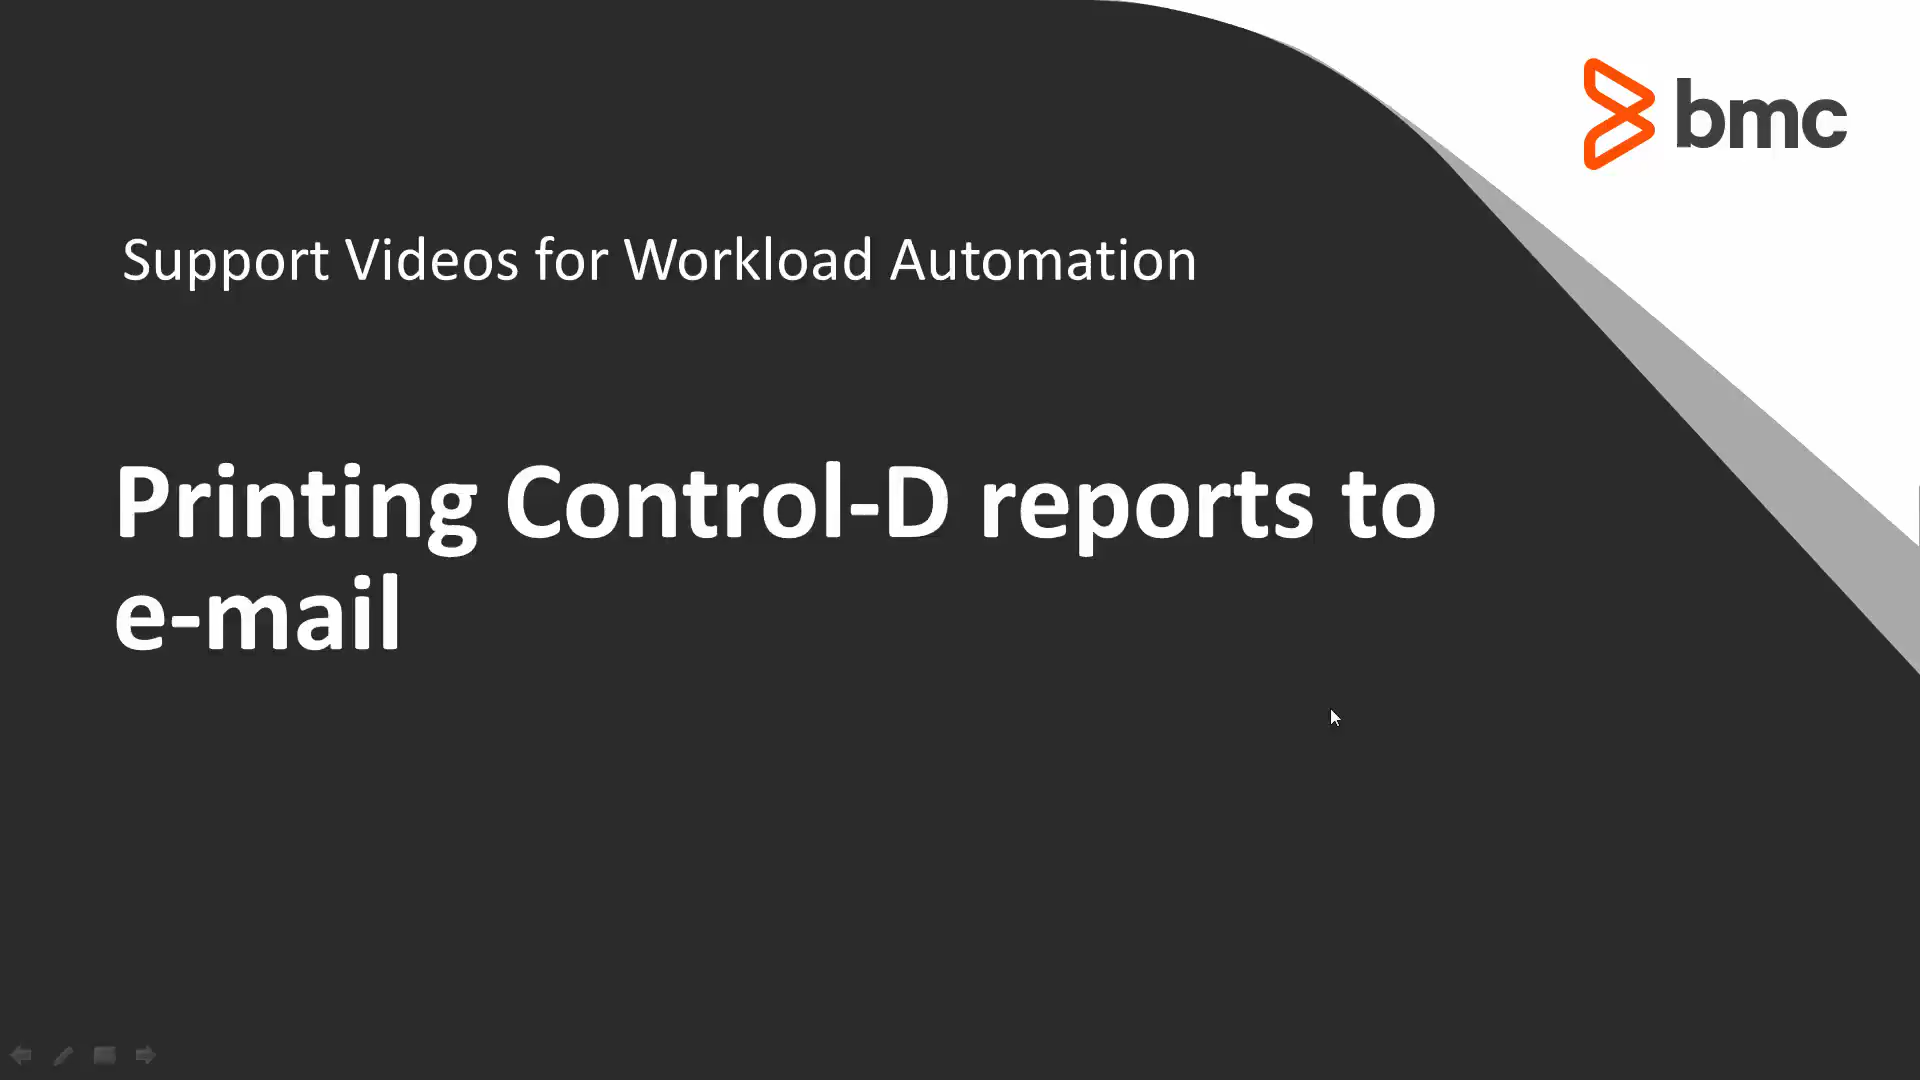 bmc
Support Videos for Workload Automation
Printing Control-D reports to
e-mail